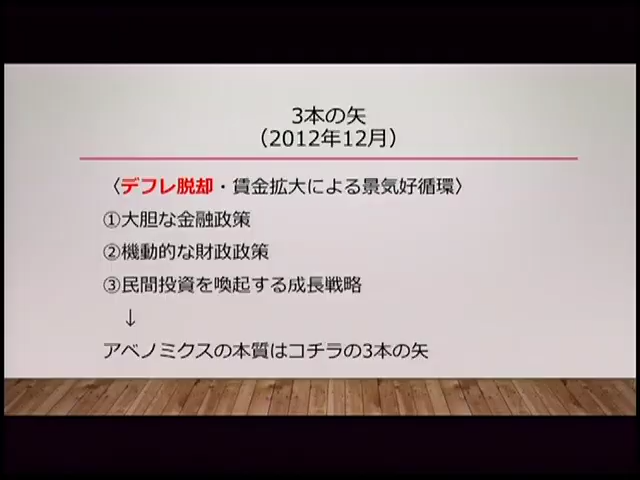 3本の矢
（2012年12月）
〈デフレ脱却・賃金拡大による景気好循環〉
①大胆な金融政策
②機動的な財政政策
③民間投資を喚起する成長戦略
↓
アベノミクスの本質はコチラの3本の矢